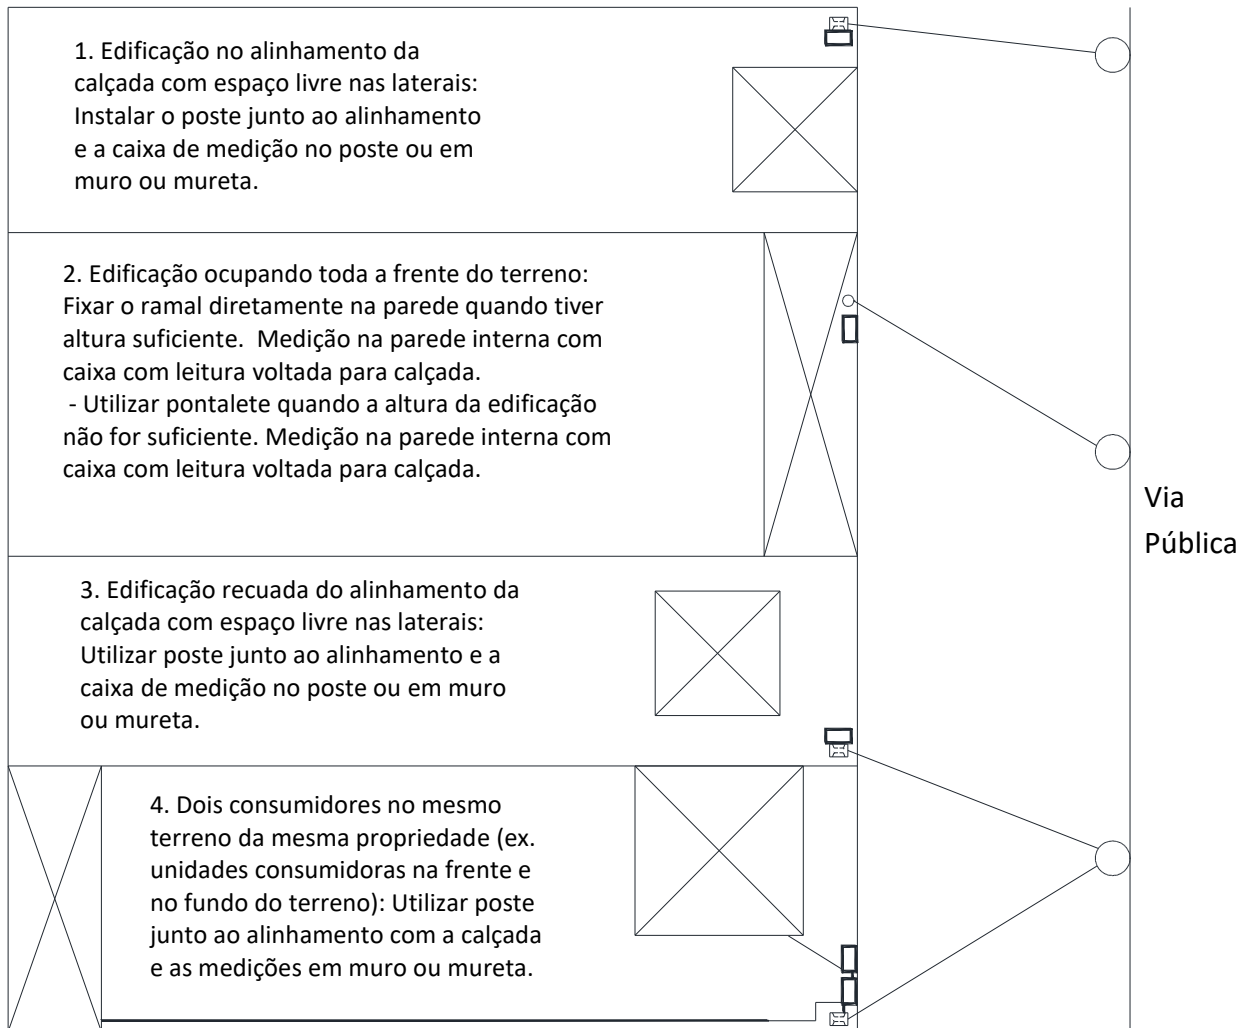 1. Edificação no alinhamento da
calçada com espaço livre nas laterais:
Instalar o poste junto ao alinhamento
e a caixa de medição no poste ou em
muro ou mureta.
2. Edificação ocupando toda a frente do terreno:
Fixar o ramal diretamente na parede quando tiver
altura suficiente.  Medição na parede interna com
caixa com leitura voltada para calçada.
- Utilizar pontalete quando a altura da edificação
não for suficiente. Medição na parede interna com
caixa com leitura voltada para calçada.
Via
Pública
3. Edificação recuada do alinhamento da
calçada com espaço livre nas laterais:
Utilizar poste junto ao alinhamento e a
caixa de medição no poste ou em muro
ou mureta.
4. Dois consumidores no mesmo
terreno da mesma propriedade (ex.
unidades consumidoras na frente e
no fundo do terreno): Utilizar poste
junto ao alinhamento com a calçada
e as medições em muro ou mureta.